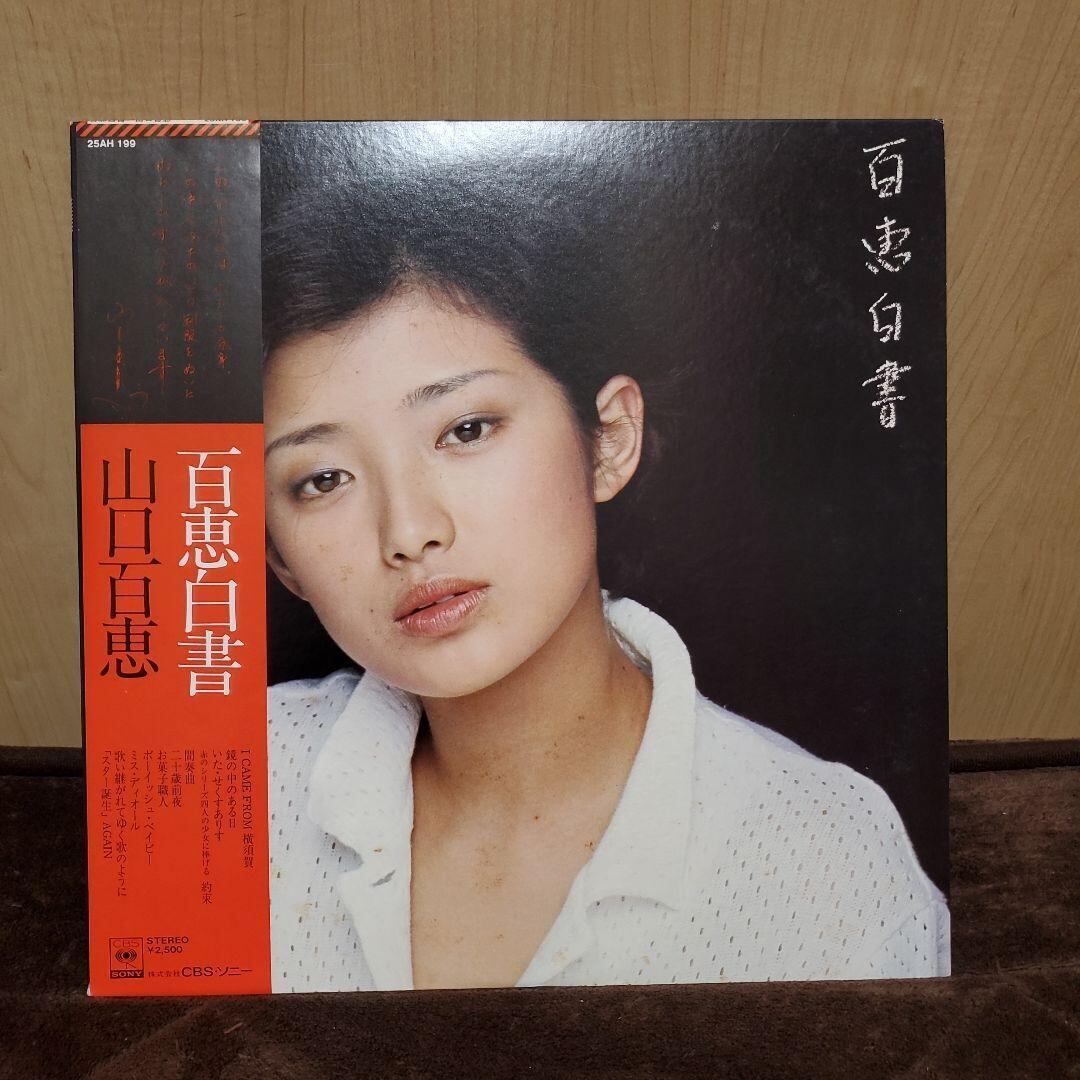 25AH 199
百恵白書
百恵白書
山口百恵
I CAME FROM 横須賀
鏡の中のある日
いた・せくすありす
赤のシリーズ四人の少女に捧げる 約束
間奏曲
二十歳前夜
お菓子職人
ボーイッシュ・ベイビー
ミス・ディオール
歌い継がれてゆく歌のように
「スター誕生」AGAIN
CBS
SONY
STEREO
¥2,500
株式会社 CBS・ソニー